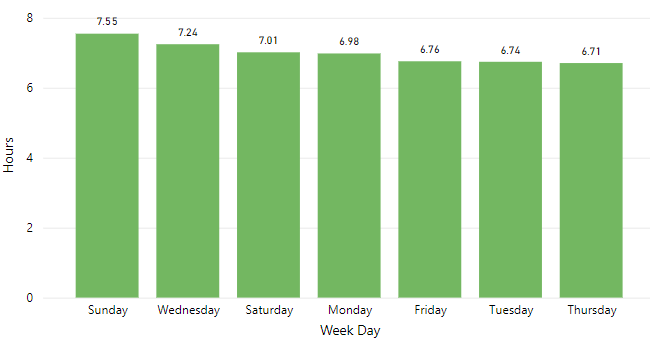 8
7.55
7.24
7.01
6.98
6.76
6.74
6.71
6
4
2
0
Hours
Sunday
Wednesday
Saturday
Monday
Friday
Tuesday
Thursday
Week Day